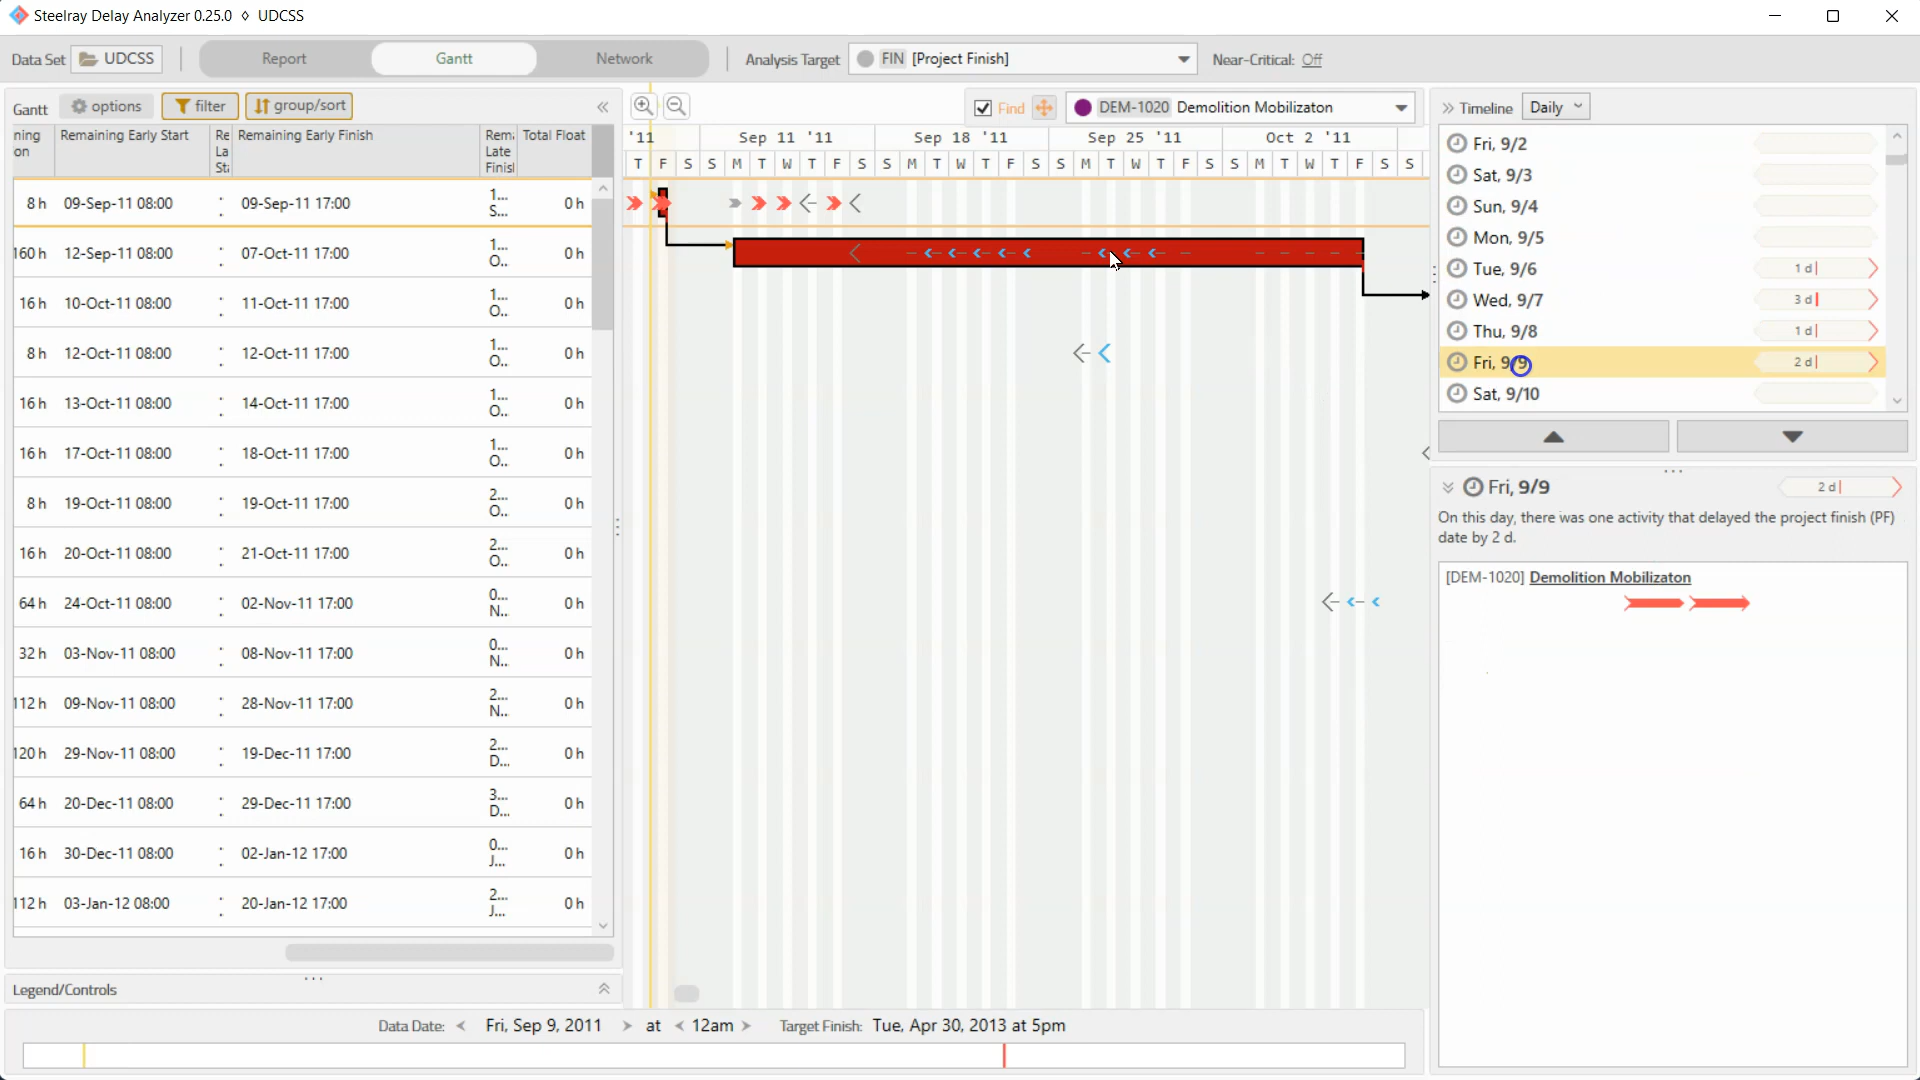 Steelray Delay Analyzer 0.25.0 ◊ UDCSS
Data Set UDCSS Report Gantt Network Analysis Target FIN [Project Finish] Near-Critical: Off
Gantt options filter group/sort
ning on Remaining Early Start Re La St Remaining Early Finish Rem Late Finis Total Float
8 h 09-Sep-11 08:00 09-Sep-11 17:00 1... S... 0 h
160 h 12-Sep-11 08:00 07-Oct-11 17:00 1... O.. 0 h
16 h 10-Oct-11 08:00 11-Oct-11 17:00 1... O.. 0 h
8 h 12-Oct-11 08:00 12-Oct-11 17:00 1... O.. 0 h
16 h 13-Oct-11 08:00 14-Oct-11 17:00 1... O.. 0 h
16 h 17-Oct-11 08:00 18-Oct-11 17:00 1... O.. 0 h
8 h 19-Oct-11 08:00 19-Oct-11 17:00 2... O.. 0 h
16 h 20-Oct-11 08:00 21-Oct-11 17:00 2... O.. 0 h
64 h 24-Oct-11 08:00 02-Nov-11 17:00 0... N.. 0 h
32 h 03-Nov-11 08:00 08-Nov-11 17:00 0... N.. 0 h
112 h 09-Nov-11 08:00 28-Nov-11 17:00 2... N.. 0 h
120 h 29-Nov-11 08:00 19-Dec-11 17:00 2... D... 0 h
64 h 20-Dec-11 08:00 29-Dec-11 17:00 3... D... 0 h
16 h 30-Dec-11 08:00 02-Jan-12 17:00 0... J... 0 h
112 h 03-Jan-12 08:00 20-Jan-12 17:00 2... J... 0 h
Legend/Controls
Find DEM-1020 Demolition Mobilizaton
'11 Sep 11 '11 Sep 18 '11 Sep 25 '11 Oct 2 '11
T F S S M T W T F S S M T W T F S S M T W T F S S M T W T F S S
Timeline Daily
Fri, 9/2
Sat, 9/3
Sun, 9/4
Mon, 9/5
Tue, 9/6 1 d
Wed, 9/7 3 d
Thu, 9/8 1 d
Fri, 9/9 2 d
Sat, 9/10
Fri, 9/9 2 d
On this day, there was one activity that delayed the project finish (PF)
date by 2 d.
[DEM-1020] Demolition Mobilizaton
Data Date: < Fri, Sep 9, 2011 > at < 12am > Target Finish: Tue, Apr 30, 2013 at 5pm